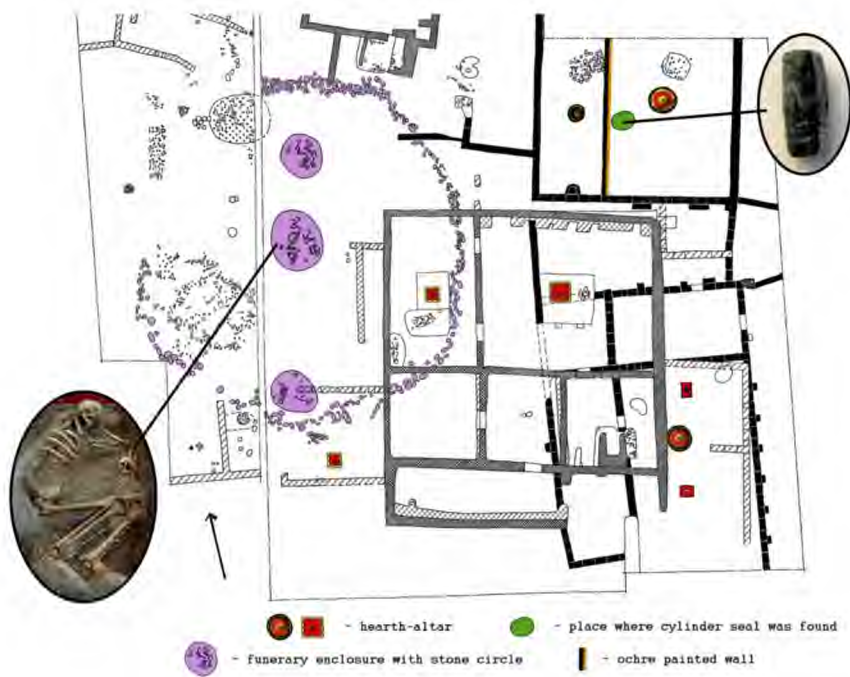 - hearth-altar - place where cylinder seal was found
- funerary enclosure with stone circle - ochre painted wall